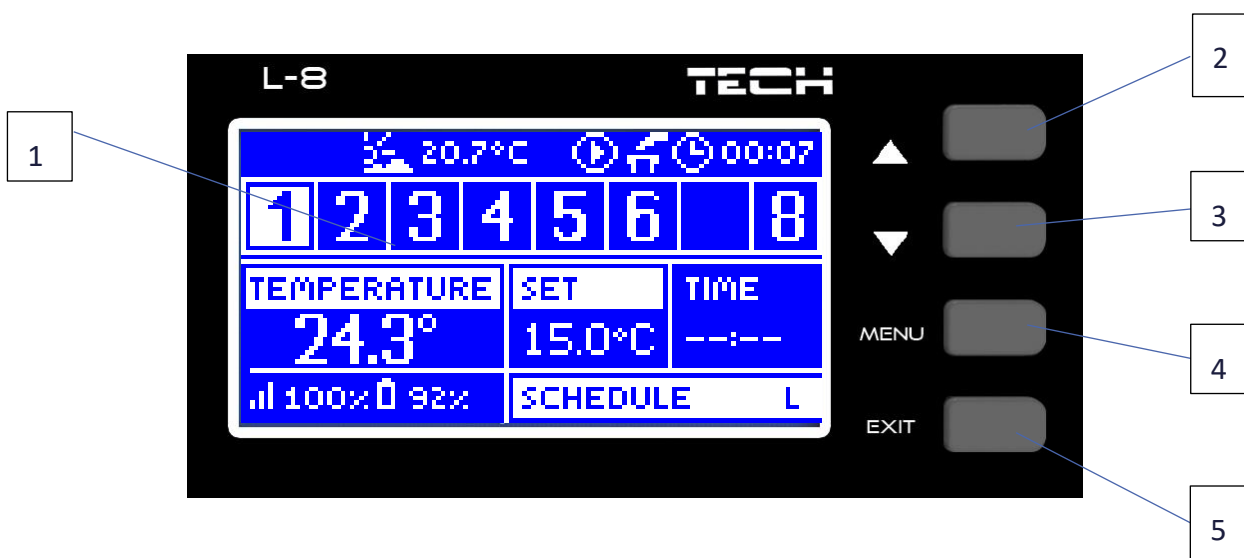 L-8 TECH
20.7°C 00:07
1 2 3 4 5 6 8
TEMPERATURE SET TIME
24.3° 15.0°C --:--
100% 92% SCHEDULE L
MENU
EXIT
1
2
3
4
5